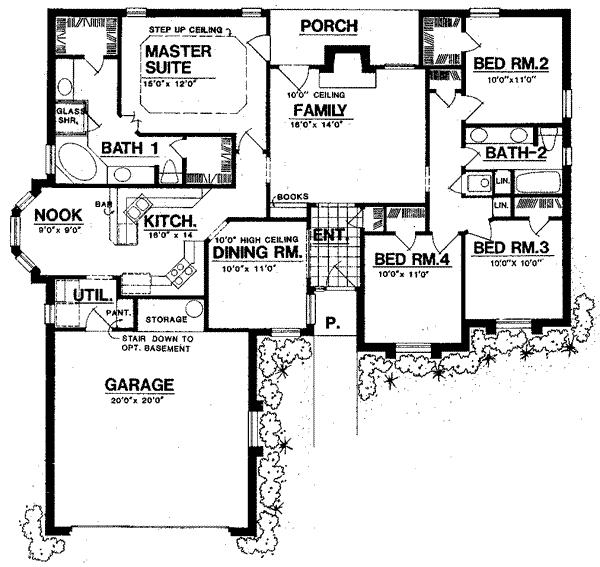 STEP UP CEILING
MASTER
SUITE
15'0"x 12'0"
PORCH
BED RM.2
10'0"x11'0"
10'0" CEILING
FAMILY
16'0"x 14'0"
GLASS
SHR.
BATH 1
BATH-2
LIN.
LIN.
BOOKS
NOOK
9'0"x 9'0"
BAR
KITCH.
16'0"x 14
10'0" HIGH CEILING
DINING RM.
10'0"x 11'0"
ENT.
BED RM.4
10'0"x 11'0"
BED RM.3
10'0"X 10'0"
UTIL.
PANT.
STORAGE
P.
STAIR DOWN TO
OPT. BASEMENT
GARAGE
20'0"x 20'0"